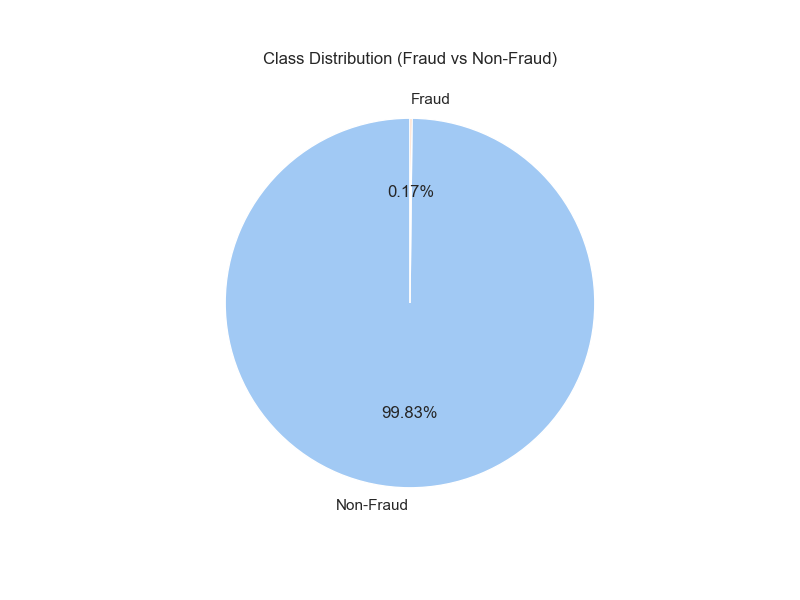 Class Distribution (Fraud vs Non-Fraud)
Fraud
0.17%
99.83%
Non-Fraud